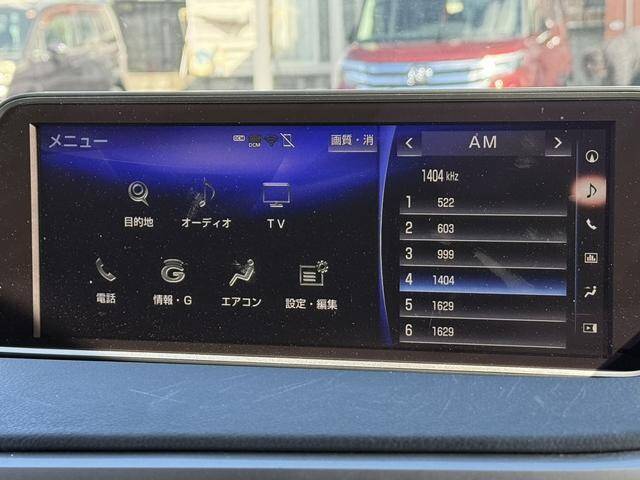 メニュー
DCM
画質・消
目的地
オーディオ
TV
電話
情報・G
エアコン
設定・編集
AM
1404 kHz
1 522
2 603
3 999
4 1404
5 1629
6 1629